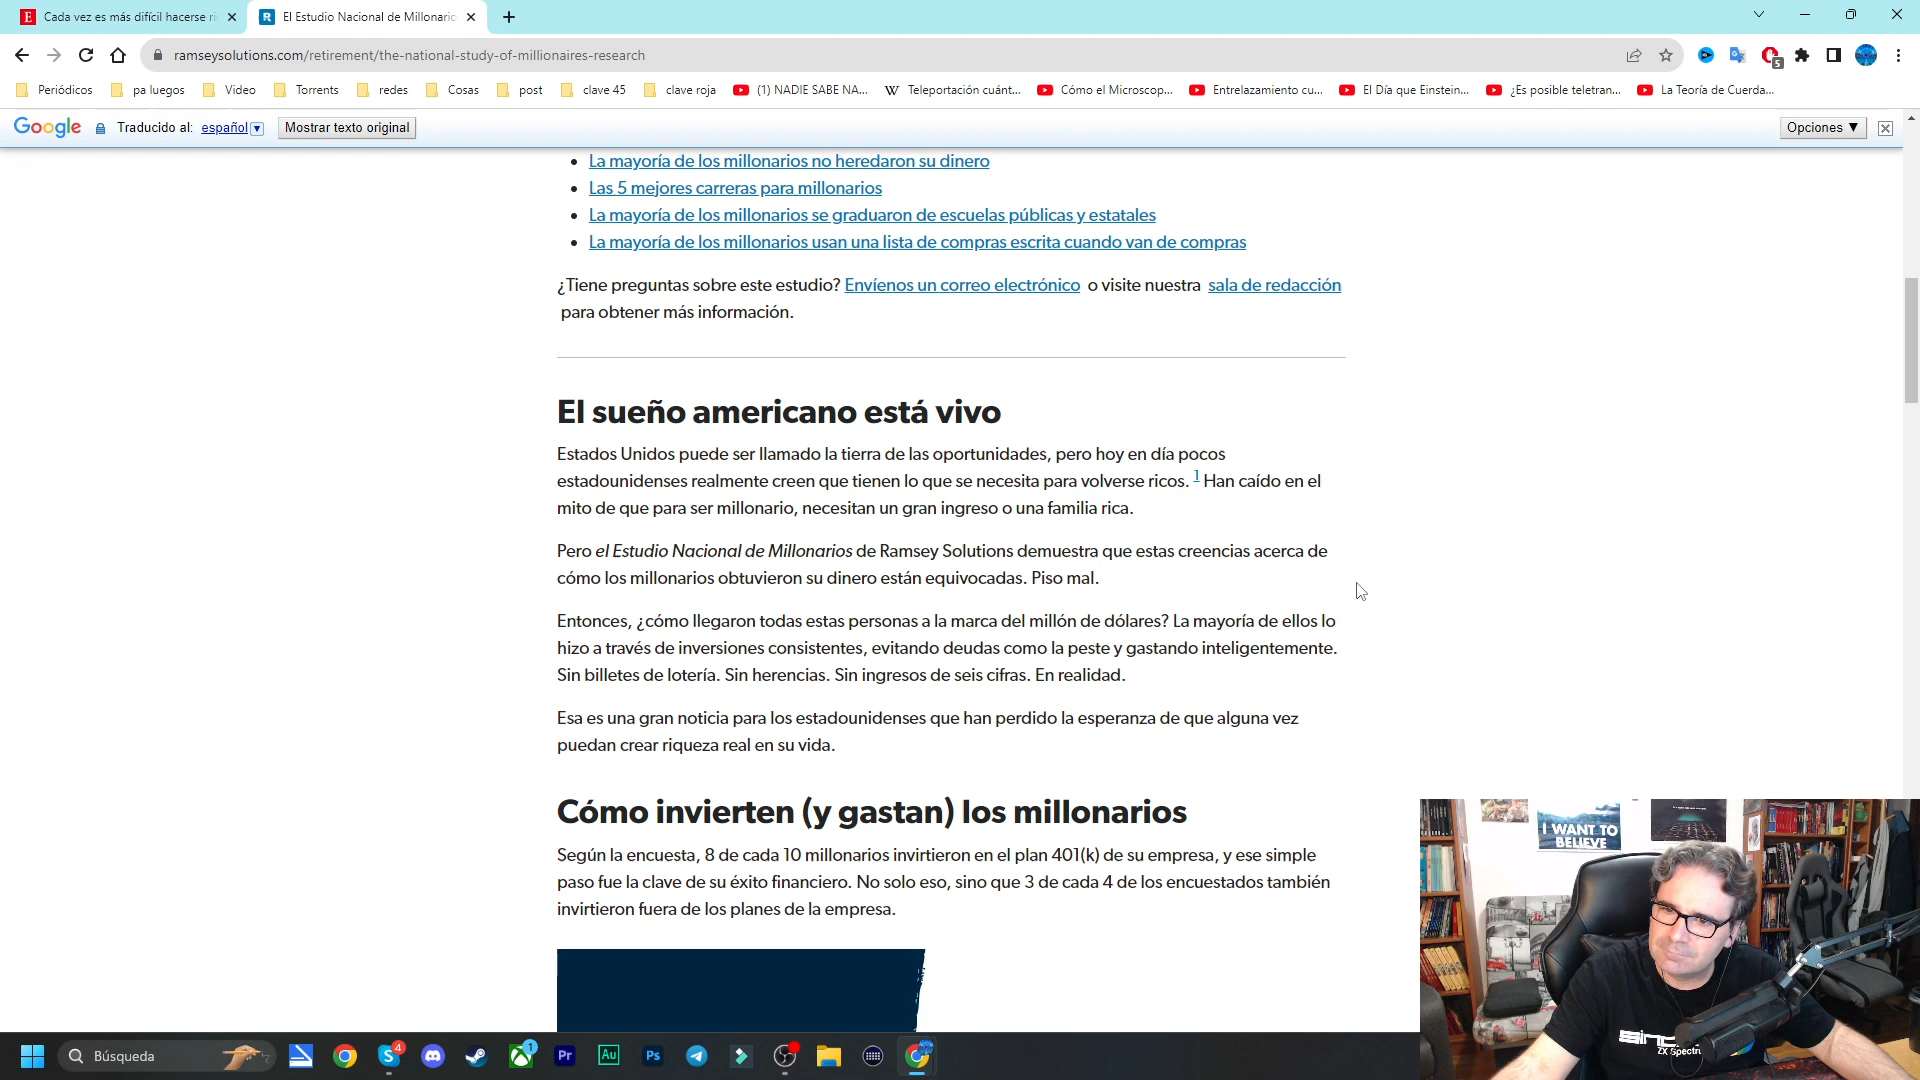 Cada vez es más difícil hacerse ri
El Estudio Nacional de Millonario
ramseysolutions.com/retirement/the-national-study-of-millionaires-research
5
Periódicos
pa luegos
Video
Torrents
redes
Cosas
post
clave 45
clave roja
(1) NADIE SABE NA...
W Teleportación cuánt...
Cómo el Microscop...
Entrelazamiento cu...
El Día que Einstein...
¿Es posible teletran...
La Teoría de Cuerda...
Google Traducido al: español ▼ Mostrar texto original Opciones ▼
• La mayoría de los millonarios no heredaron su dinero
• Las 5 mejores carreras para millonarios
• La mayoría de los millonarios se graduaron de escuelas públicas y estatales
• La mayoría de los millonarios usan una lista de compras escrita cuando van de compras
¿Tiene preguntas sobre este estudio? Envíenos un correo electrónico o visite nuestra sala de redacción
para obtener más información.
El sueño americano está vivo
Estados Unidos puede ser llamado la tierra de las oportunidades, pero hoy en día pocos
estadounidenses realmente creen que tienen lo que se necesita para volverse ricos. 1 Han caído en el
mito de que para ser millonario, necesitan un gran ingreso o una familia rica.
Pero el Estudio Nacional de Millonarios de Ramsey Solutions demuestra que estas creencias acerca de
cómo los millonarios obtuvieron su dinero están equivocadas. Piso mal.
Entonces, ¿cómo llegaron todas estas personas a la marca del millón de dólares? La mayoría de ellos lo
hizo a través de inversiones consistentes, evitando deudas como la peste y gastando inteligentemente.
Sin billetes de lotería. Sin herencias. Sin ingresos de seis cifras. En realidad.
Esa es una gran noticia para los estadounidenses que han perdido la esperanza de que alguna vez
puedan crear riqueza real en su vida.
Cómo invierten (y gastan) los millonarios
Según la encuesta, 8 de cada 10 millonarios invirtieron en el plan 401(k) de su empresa, y ese simple
paso fue la clave de su éxito financiero. No solo eso, sino que 3 de cada 4 de los encuestados también
invirtieron fuera de los planes de la empresa.
I WANT TO
BELIEVE
ZX Spectru
Búsqueda
4
1
Pr
Au
Ps